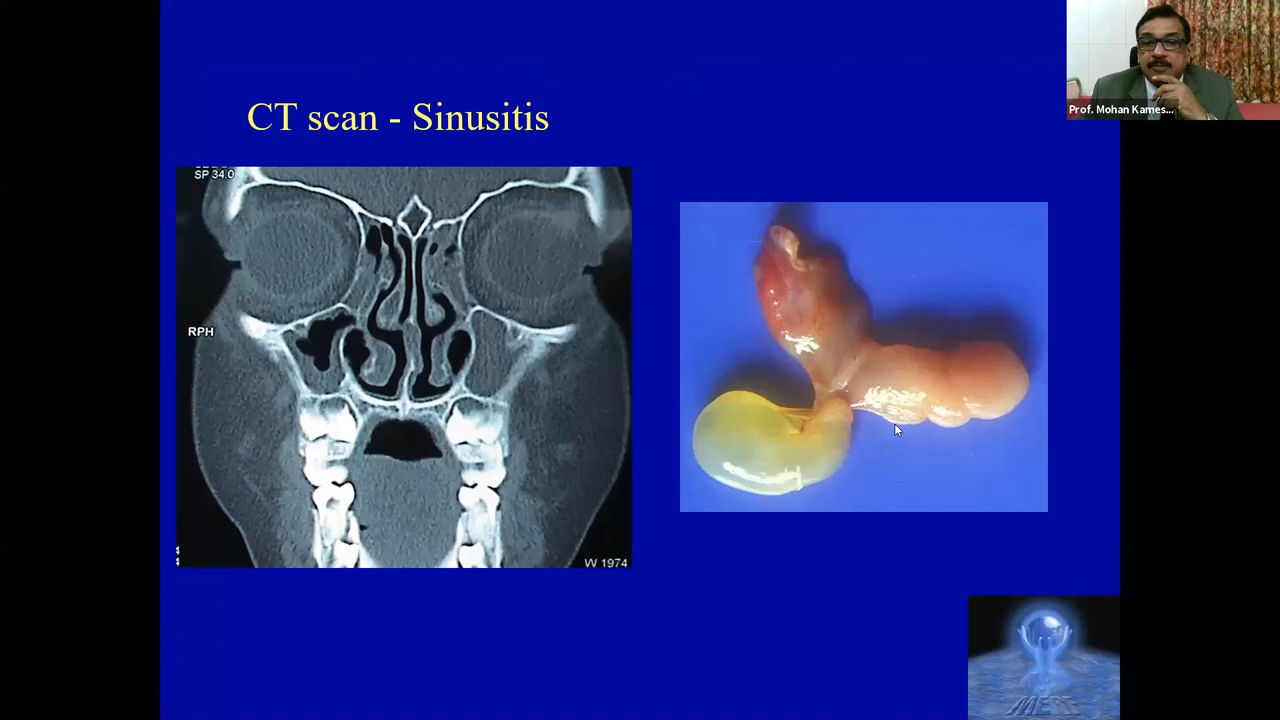 CT scan - Sinusitis
SP 34.0
RPH
W 1974
Prof. Mohan Kames...